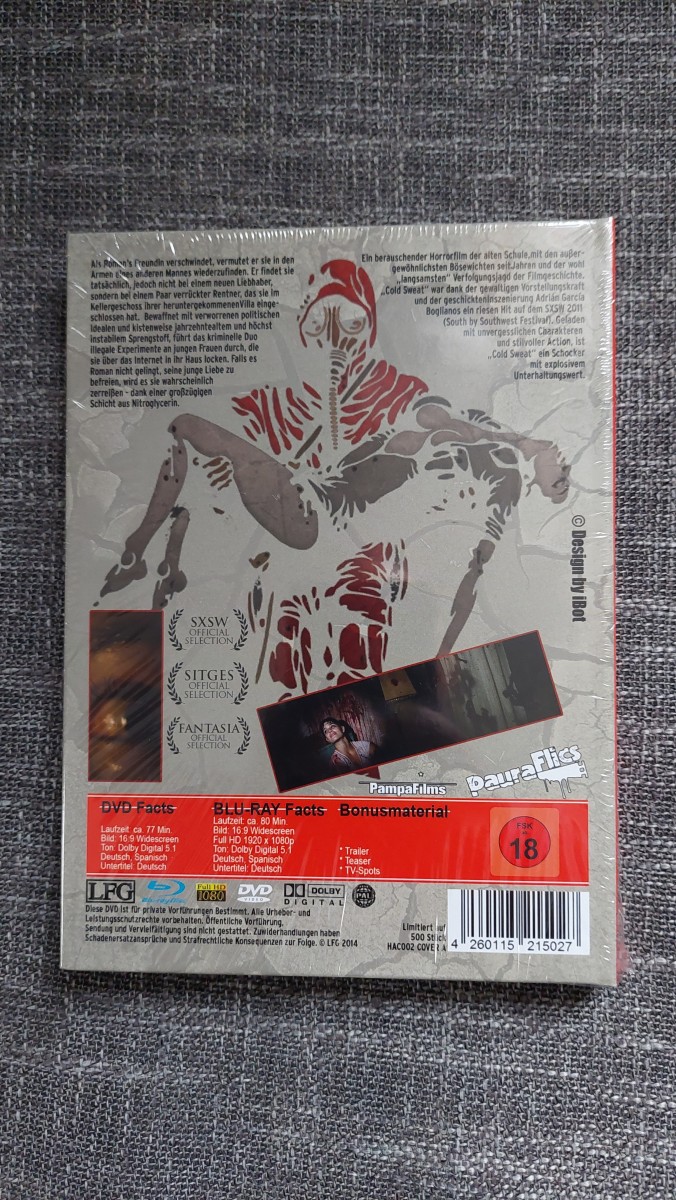 Als Roman's Freundin verschwindet, vermutet er sie in den
Armen eines anderen Mannes wiederzufinden. Er findet sie
tatsächlich, jedoch nicht bei einem neuen Liebhaber,
sondern bei einem Paar verrückter Rentner, das sie im
Kellergeschoss ihrer heruntergekommenen Villa einge-
schlossen hat. Bewaffnet mit verworrenen politischen
Idealen und kistenweise jahrzehntealtem und höchst
instabilem Sprengstoff, führt das kriminelle Duo
illegale Experimente an jungen Frauen durch, die
sie über das Internet in ihr Haus locken. Falls es
Roman nicht gelingt, seine junge Liebe zu
befreien, wird es sie wahrscheinlich
zerreißen - dank einer großzügigen
Schicht aus Nitroglycerin.
Ein berauschender Horrorfilm der alten Schule,mit den außer-
gewöhnlichsten Bösewichten seit Jahren und der wohl
„langsamsten" Verfolgungsjagd der Filmgeschichte.
„Cold Sweat" war dank der gewaltigen Vorstellungskraft
und der geschickten Inszenierung Adrián García
Boglianos ein riesen Hit auf dem SXSW 2011
(South by Southwest Festival). Geladen
mit unvergesslichen Caerakteren
und stilvoller Action, ist
„Cold Sweat" ein Schocker
mit explosivem
Unterhaltungswert.
© Design by iBot
SXSW
OFFICIAL
SELECTION
SITGES
OFFICIAL
SELECTION
FANTASIA
OFFICIAL
SELECTION
PampaFilms
PauraFlics
DVD Facts
Laufzeit: ca. 77 Min.
Bild: 16:9 Widescreen
Ton: Dolby Digital 5.1
Deutsch, Spanisch
Untertitel: Deutsch
BLU-RAY Facts
Laufzeit: ca. 80 Min.
Bild: 16:9 Widescreen
Full HD 1920 x 1080p
Ton: Dolby Digital 5.1
Deutsch, Spanisch
Untertitel: Deutsch
Bonusmaterial
* Trailer
* Teaser
* TV-Spots
FSK
18
LFG
Blu-ray Disc
Full HD
1080
DVD
VIDEO
DOLBY
DIGITAL
PAL
Diese DVD ist für private Vorführungen Bestimmt. Alle Urheber- und
Leistungsschutzrechte vorbehalten. Öffentliche Vorführung,
Sendung und Vervielfältigung sind nicht gestattet. Zuwiderhandlungen haben
Schadenersatzansprüche und Strafrechtliche Konsequenzen zur Folge. © LFG 2014
Limitiert auf
500 Stück
HAC002 COVER A
4 260115 215027